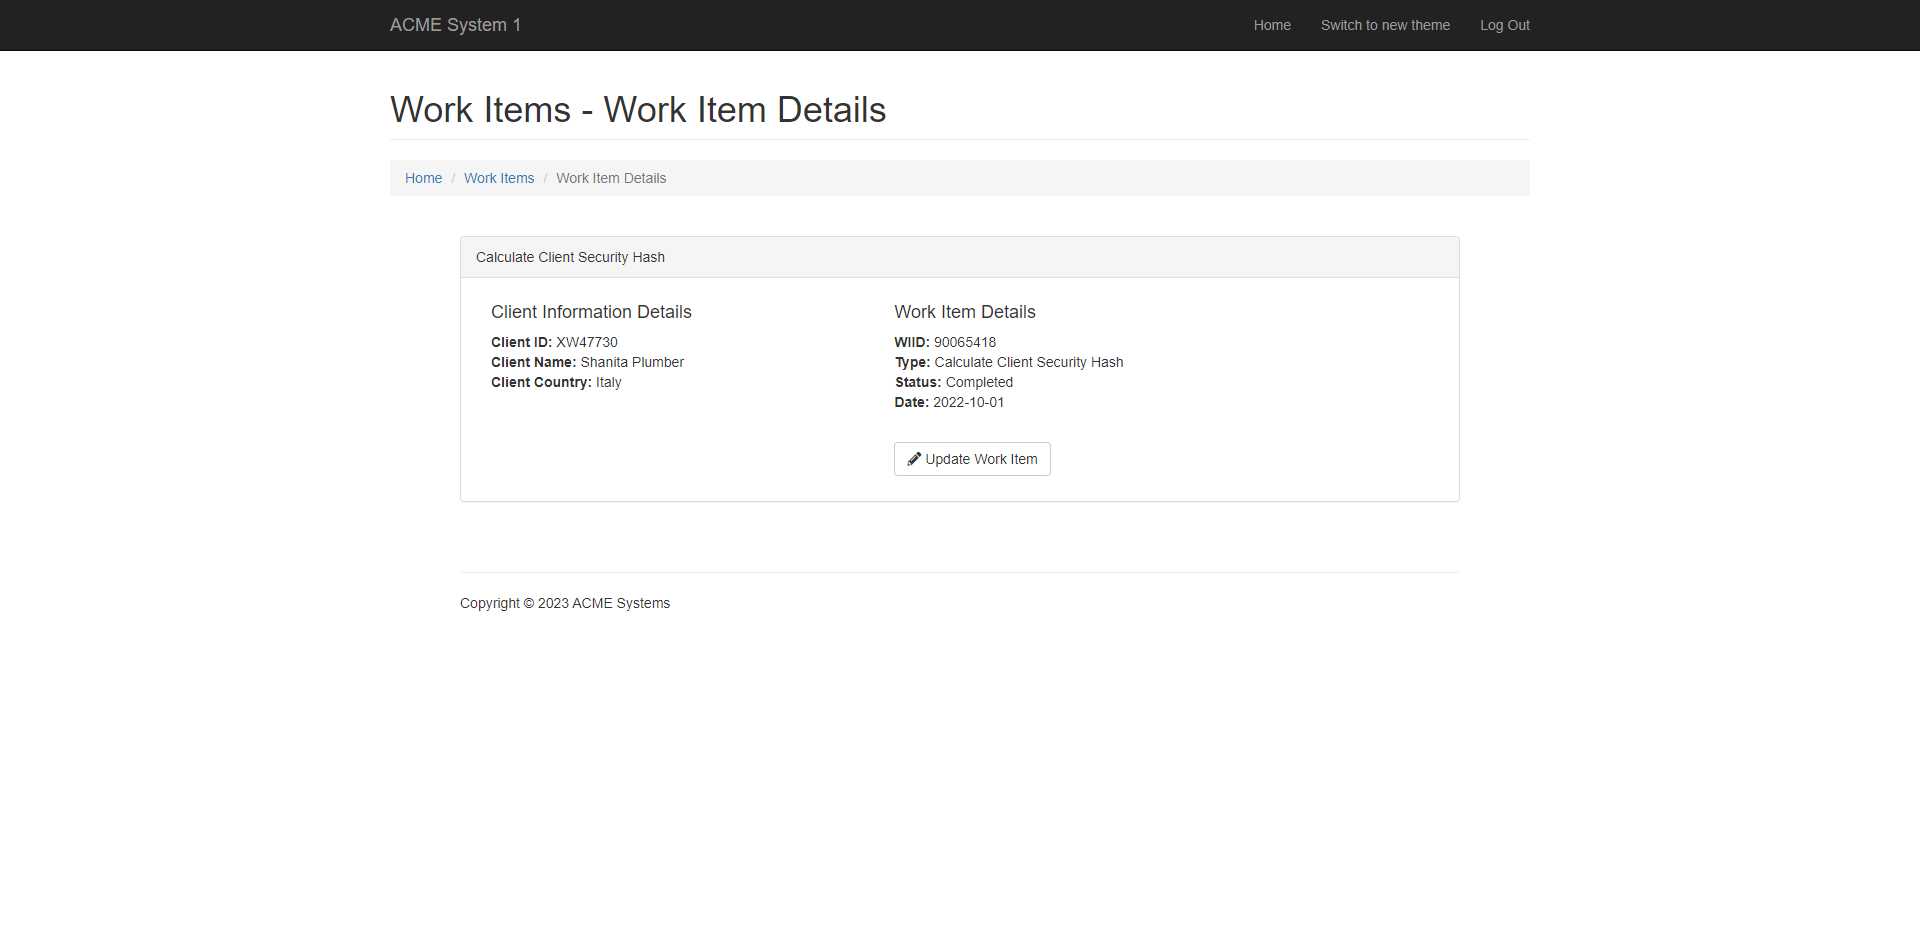 ACME System 1
Home
Switch to new theme
Log Out
Work Items - Work Item Details
Home / Work Items / Work Item Details
Calculate Client Security Hash
Client Information Details
Client ID: XW47730
Client Name: Shanita Plumber
Client Country: Italy
Work Item Details
WIID: 90065418
Type: Calculate Client Security Hash
Status: Completed
Date: 2022-10-01
Update Work Item
Copyright © 2023 ACME Systems